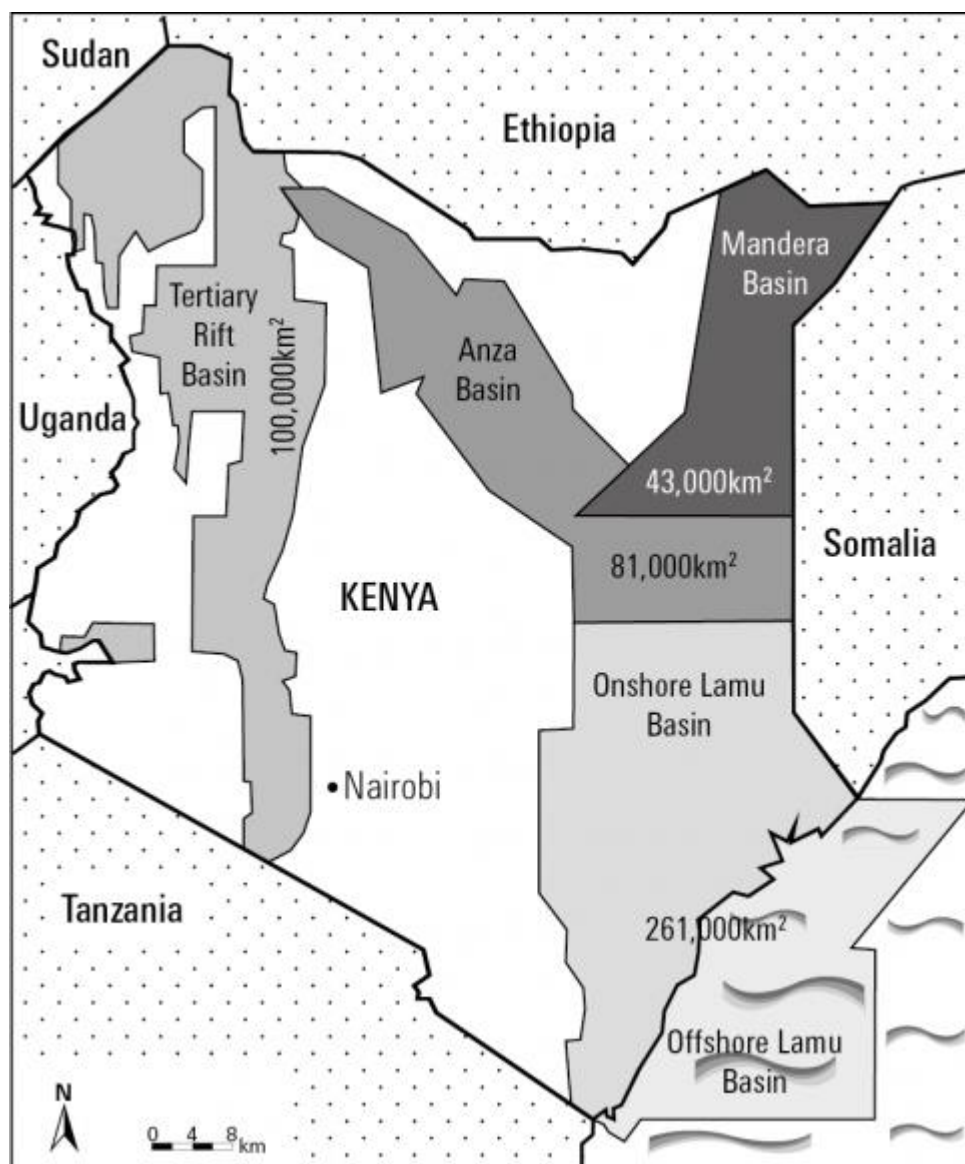 Sudan
Ethiopia
Mandera
Basin
Tertiary
Rift
Basin
100,000km²
Anza
Basin
Uganda
43,000km²
Somalia
81,000km²
KENYA
Onshore Lamu
Basin
Nairobi
Tanzania
261,000km²
Offshore Lamu
Basin
N
0 4 8
km